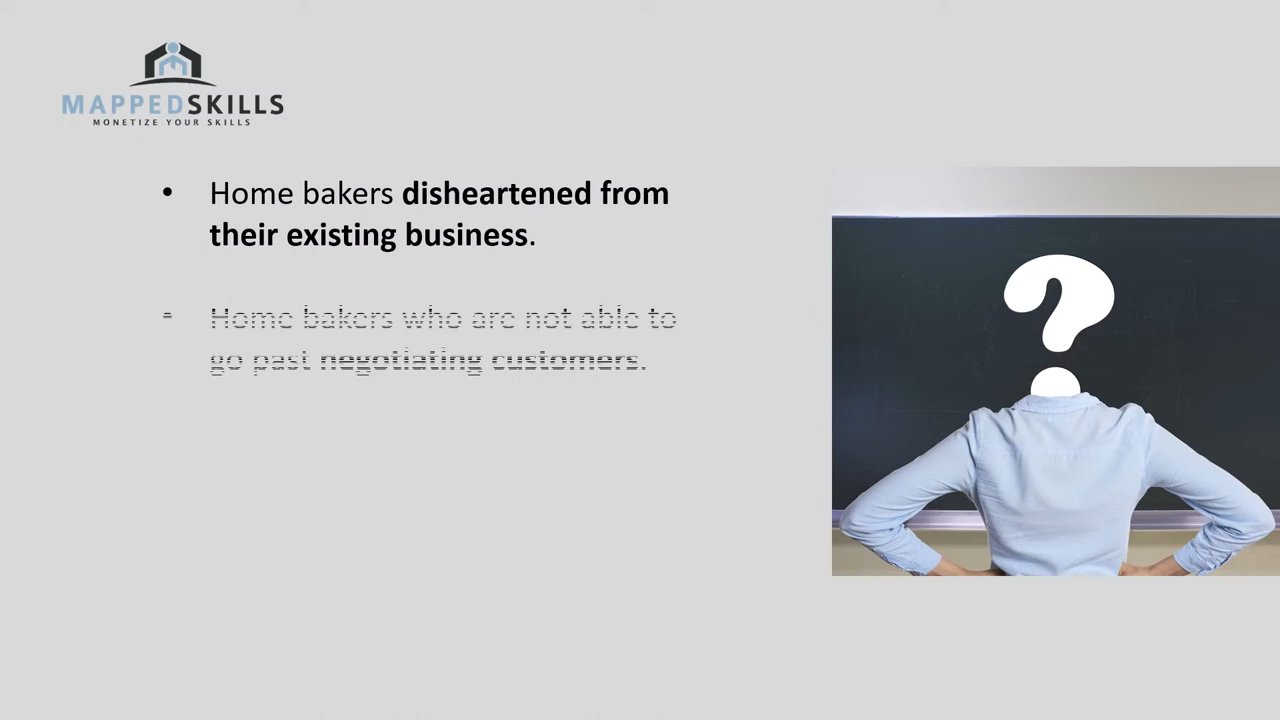 MAPPEDSKILLS
MONETIZE YOUR SKILLS
• Home bakers disheartened from
their existing business.
• Home bakers who are not able to
go past negotiating customers.
?